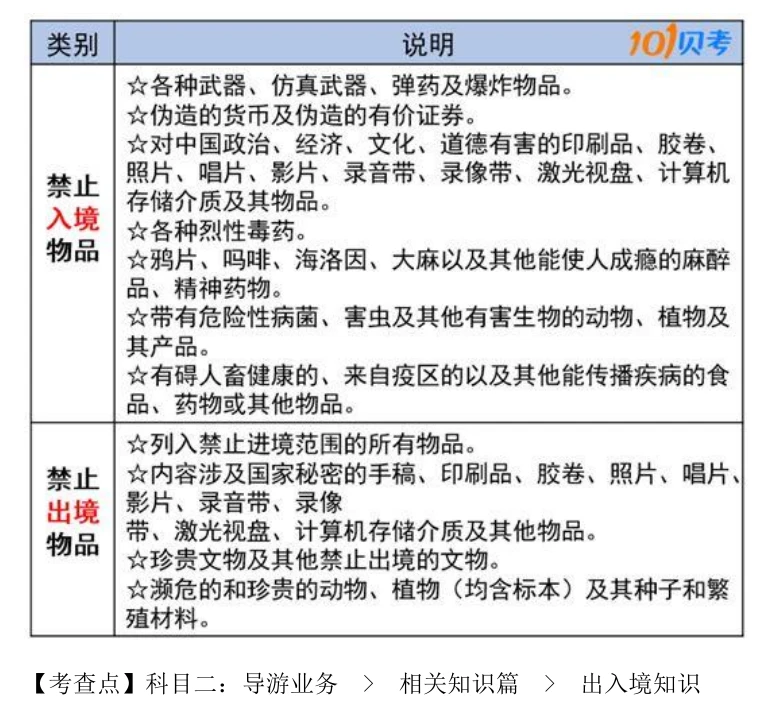 类别
说明
101贝考
禁止
入境
物品
☆各种武器、仿真武器、弹药及爆炸物品。
☆伪造的货币及伪造的有价证券。
☆对中国政治、经济、文化、道德有害的印刷品、胶卷、
照片、唱片、影片、录音带、录像带、激光视盘、计算机
存储介质及其物品。
☆各种烈性毒药。
☆鸦片、吗啡、海洛因、大麻以及其他能使人成瘾的麻醉
品、精神药物。
☆带有危险性病菌、害虫及其他有害生物的动物、植物及
其产品。
☆有碍人畜健康的、来自疫区的以及其他能传播疾病的食
品、药物或其他物品。
禁止
出境
物品
☆列入禁止进境范围的所有物品。
☆内容涉及国家秘密的手稿、印刷品、胶卷、照片、唱片、
影片、录音带、录像
带、激光视盘、计算机存储介质及其他物品。
☆珍贵文物及其他禁止出境的文物。
☆濒危的和珍贵的动物、植物（均含标本）及其种子和繁
殖材料。
【考查点】科目二：导游业务 > 相关知识篇 > 出入境知识